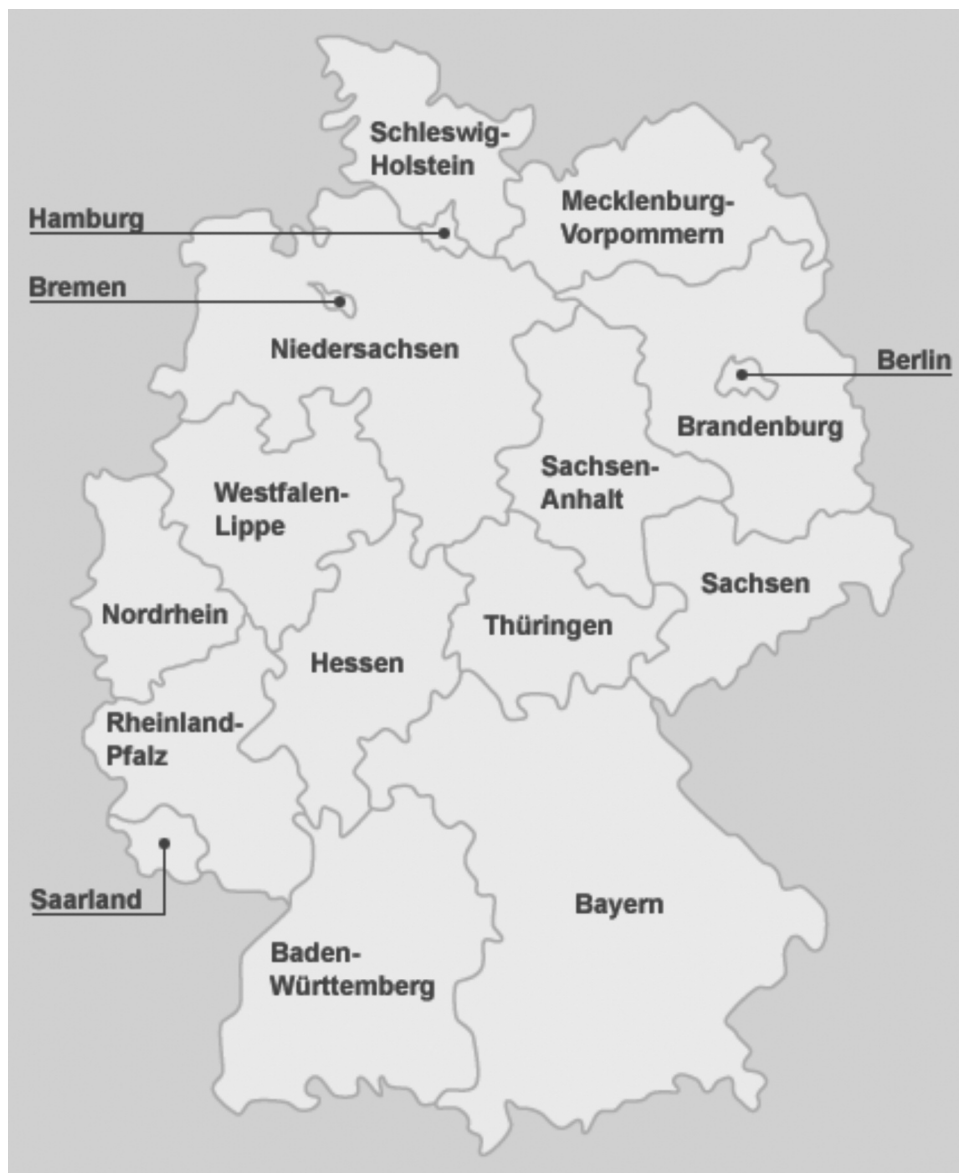 Schleswig-
Holstein
Mecklenburg-
Vorpommern
Hamburg
Bremen
Niedersachsen
Berlin
Brandenburg
Sachsen-
Anhalt
Westfalen-
Lippe
Sachsen
Nordrhein
Thüringen
Hessen
Rheinland-
Pfalz
Saarland
Bayern
Baden-
Württemberg